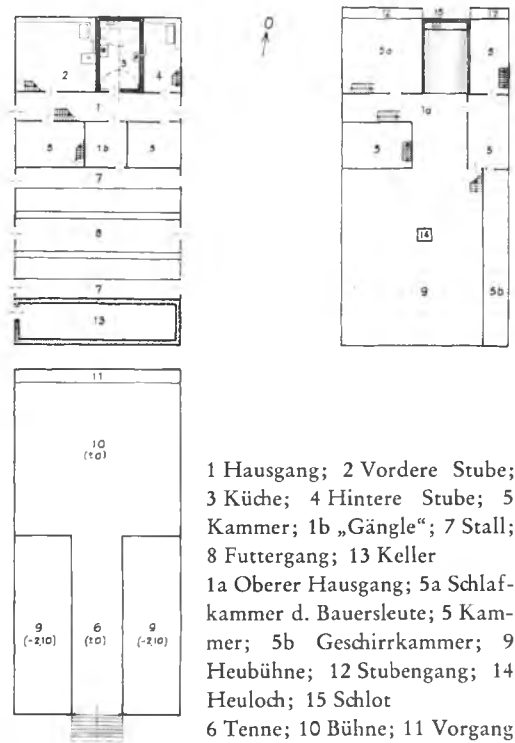 O
12 15 12
2 3 4
5a 5
1
1a
5 1b 5
5 5
7
8
14
7
9 5b
13
11
10
(±0)
9 6 9
(-2,10) (±0) (-2,10)
1 Hausgang; 2 Vordere Stube;
3 Küche; 4 Hintere Stube; 5
Kammer; 1b „Gängle“; 7 Stall;
8 Futtergang; 13 Keller
1a Oberer Hausgang; 5a Schlaf-
kammer d. Bauersleute; 5 Kam-
mer; 5b Geschirrkammer; 9
Heubühne; 12 Stubengang; 14
Heuloch; 15 Schlot
6 Tenne; 10 Bühne; 11 Vorgang